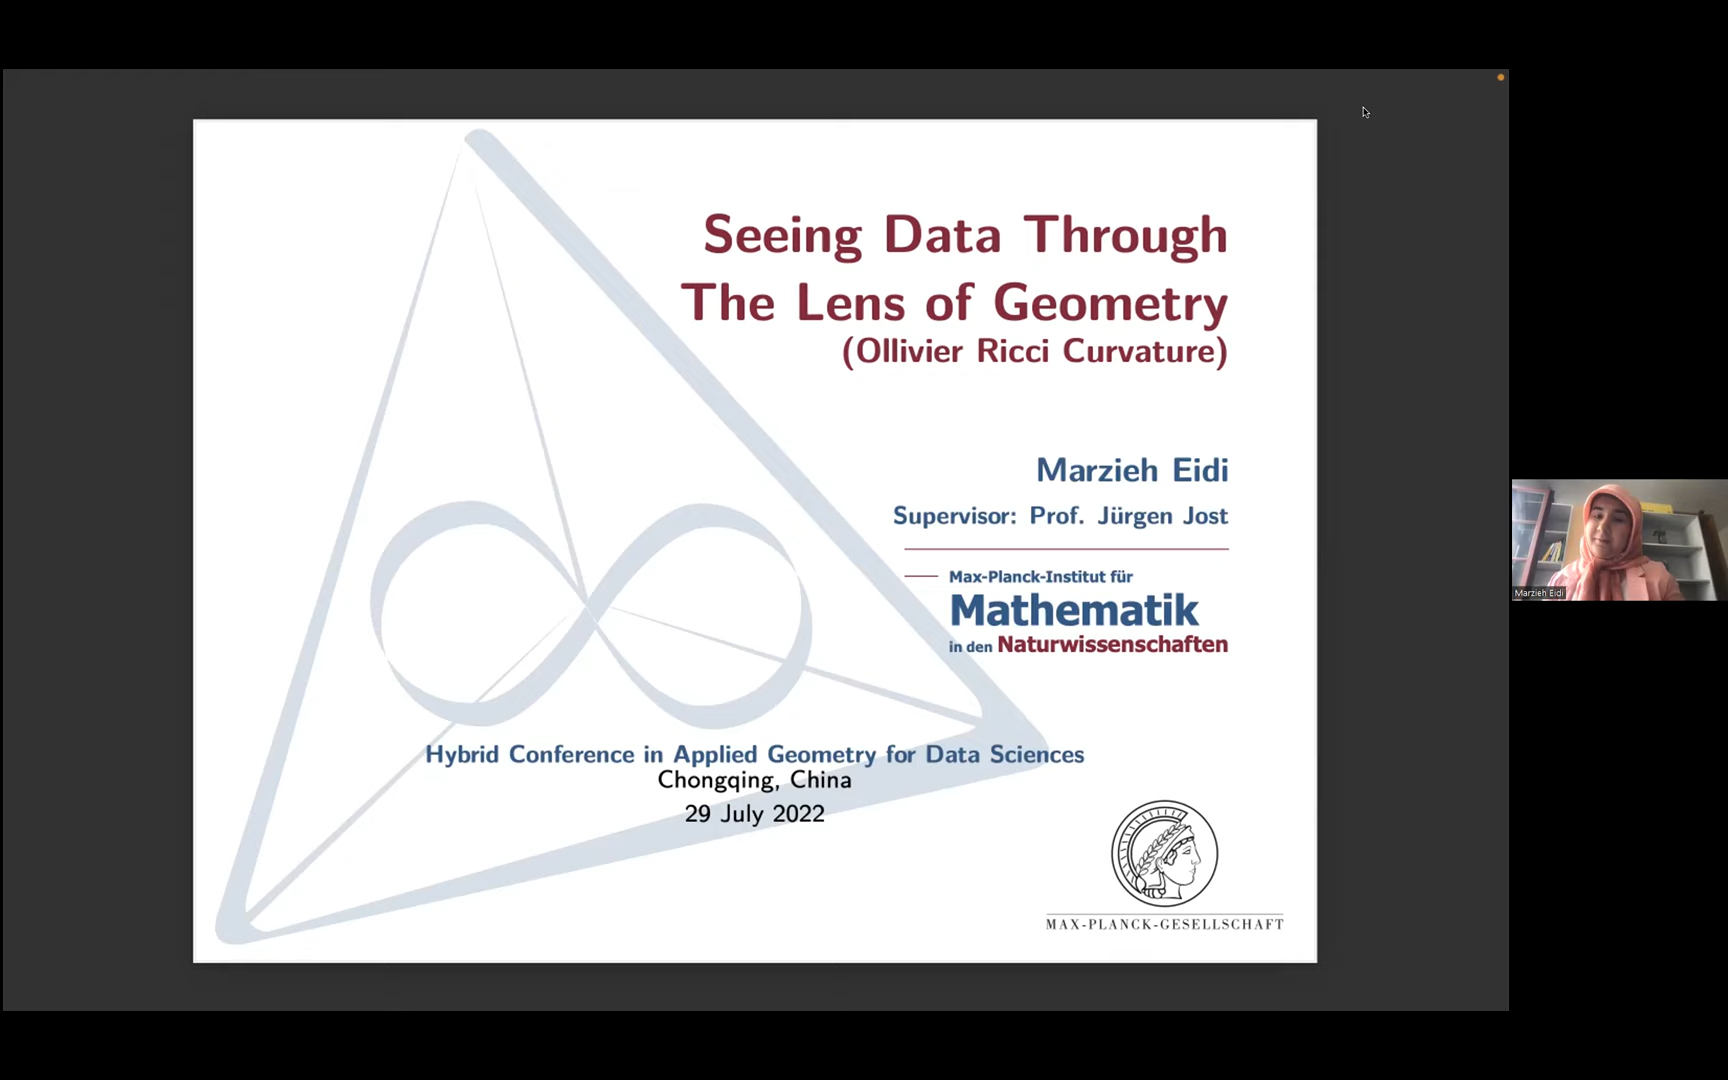 Seeing Data Through
The Lens of Geometry
(Ollivier Ricci Curvature)
Marzieh Eidi
Supervisor: Prof. Jürgen Jost
Max-Planck-Institut für
Mathematik
in den Naturwissenschaften
Hybrid Conference in Applied Geometry for Data Sciences
Chongqing, China
29 July 2022
MAX-PLANCK-GESELLSCHAFT
Marzieh Eidi